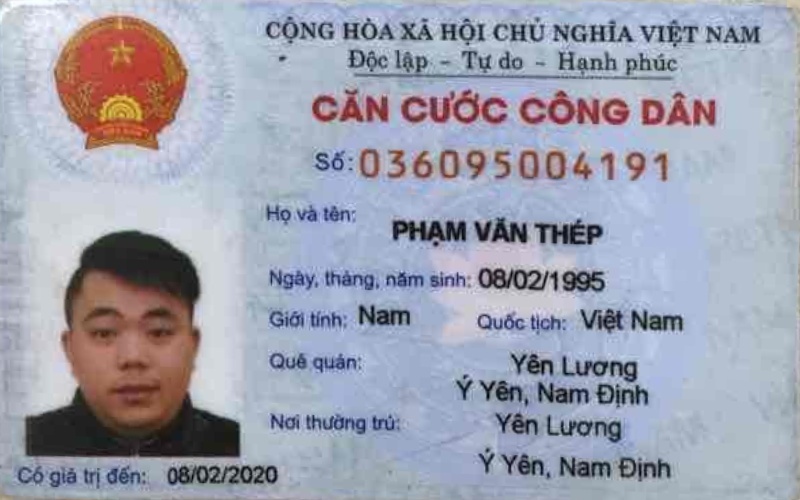 CỘNG HÒA XÃ HỘI CHỦ NGHĨA VIỆT NAM
Độc lập - Tự do - Hạnh phúc
CĂN CƯỚC CÔNG DÂN
Số: 036095004191
Họ và tên: PHẠM VĂN THÉP
Ngày, tháng, năm sinh: 08/02/1995
Giới tính: Nam Quốc tịch: Việt Nam
Quê quán: Yên Lương
Ý Yên, Nam Định
Nơi thường trú: Yên Lương
Ý Yên, Nam Định
Có giá trị đến: 08/02/2020